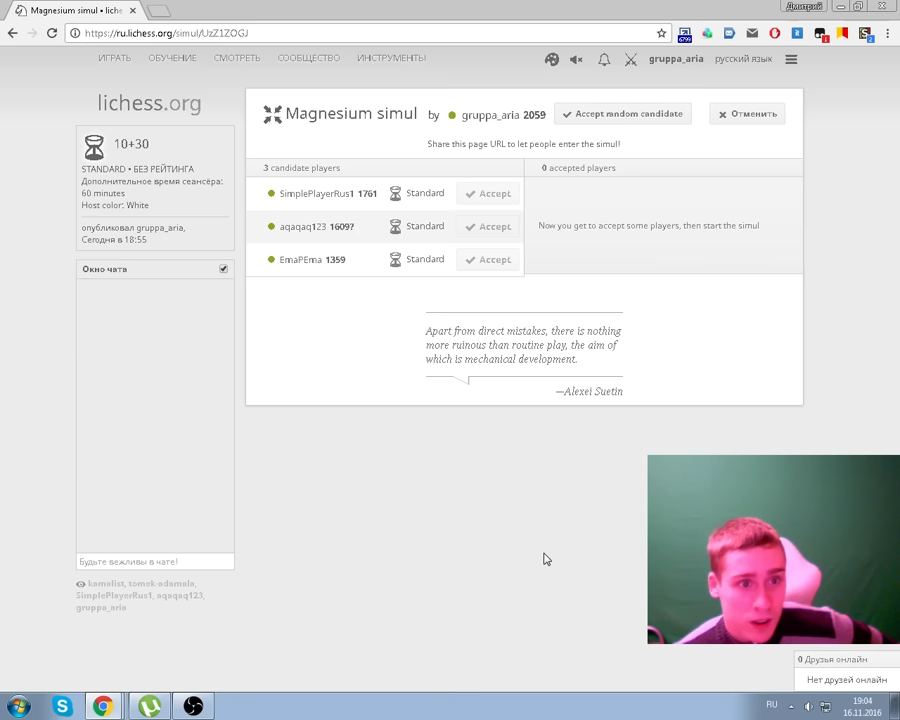 Magnesium simul • lichess
Дмитрий
https://ru.lichess.org/simul/UzZ1ZOGJ
ИГРАТЬ ОБУЧЕНИЕ СМОТРЕТЬ СООБЩЕСТВО ИНСТРУМЕНТЫ
gruppa_aria русский язык
lichess.org
10+30
STANDARD • БЕЗ РЕЙТИНГА
Дополнительное время сеансёра:
60 minutes
Host color: White
опубликовал gruppa_aria,
Сегодня в 18:55
Окно чата
Будьте вежливы в чате!
kamalist, tomek-adamala,
SimplePlayerRus1, aqaqaq123,
gruppa_aria
Magnesium simul by gruppa_aria 2059
Accept random candidate
Отменить
Share this page URL to let people enter the simul!
3 candidate players
0 accepted players
SimplePlayerRus1 1761 Standard Accept
aqaqaq123 1609? Standard Accept
EmaPEma 1359 Standard Accept
Now you get to accept some players, then start the simul
Apart from direct mistakes, there is nothing
more ruinous than routine play, the aim of
which is mechanical development.
—Alexei Suetin
0 Друзья онлайн
Нет друзей онлайн
RU
19:04
16.11.2016